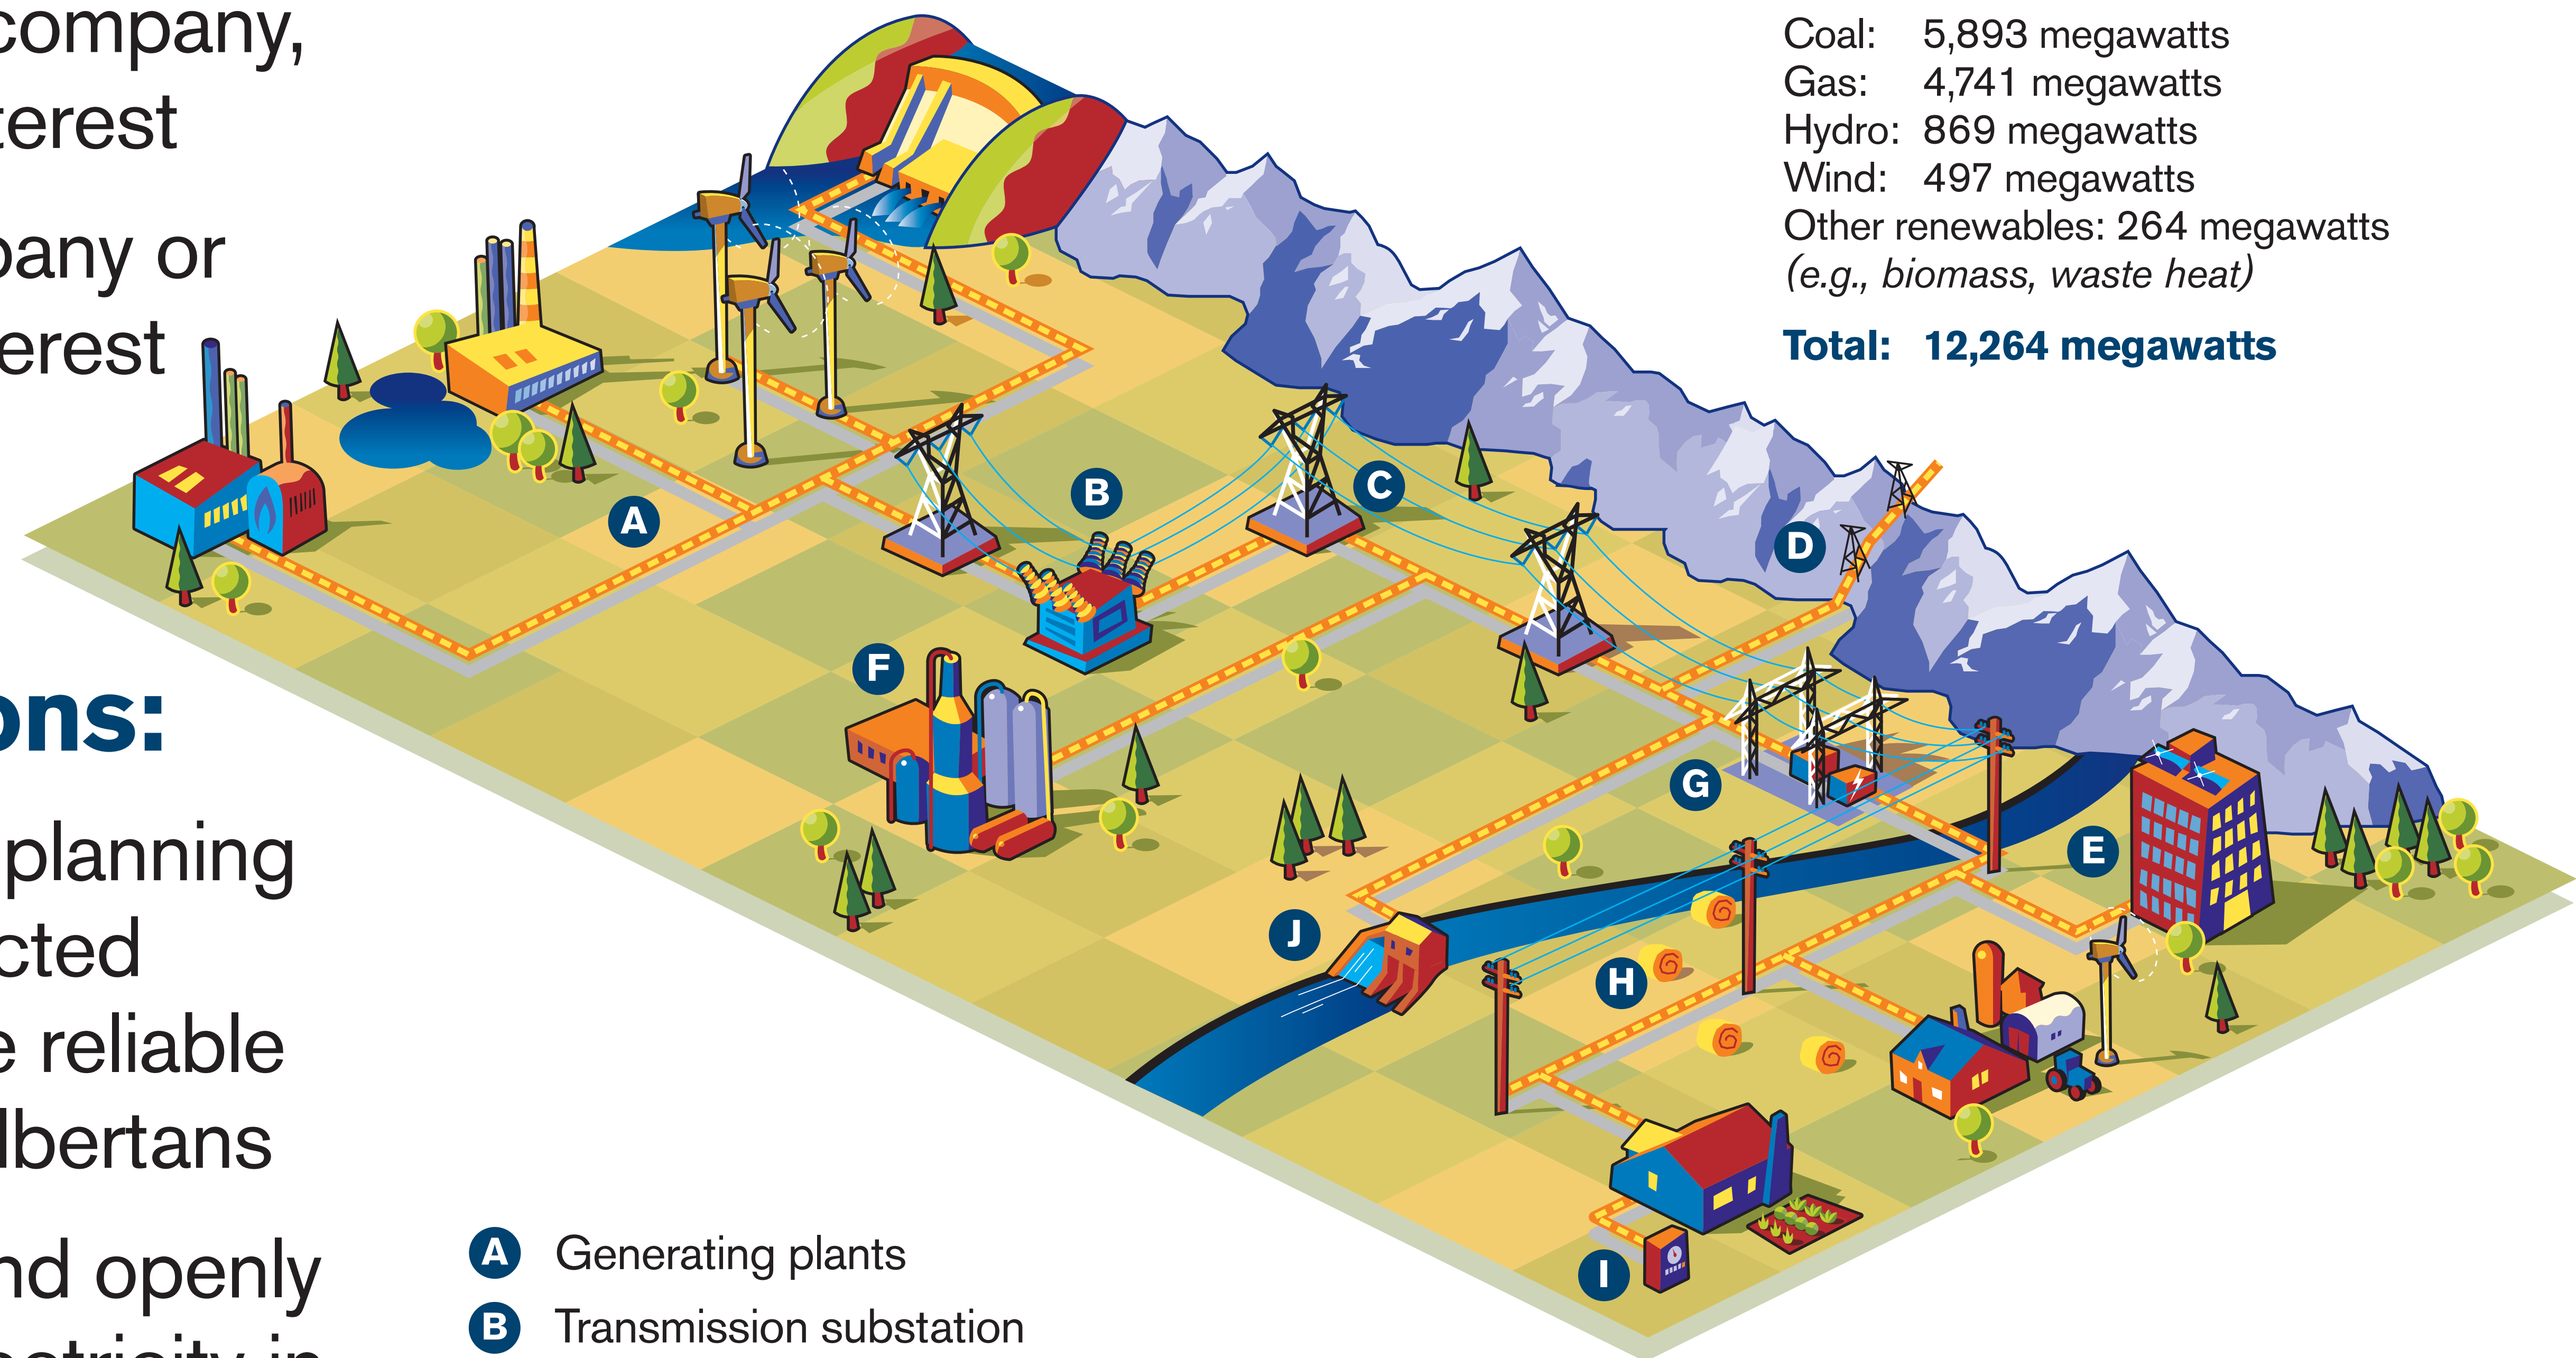 company,
terest
pany or
erest
ons:
planning
cted
e reliable
lbertans
nd openly
ectricity in
Coal: 5,893 megawatts
Gas: 4,741 megawatts
Hydro: 869 megawatts
Wind: 497 megawatts
Other renewables: 264 megawatts
(e.g., biomass, waste heat)
Total: 12,264 megawatts
A
B
C
D
E
F
G
H
I
J
A Generating plants
B Transmission substation